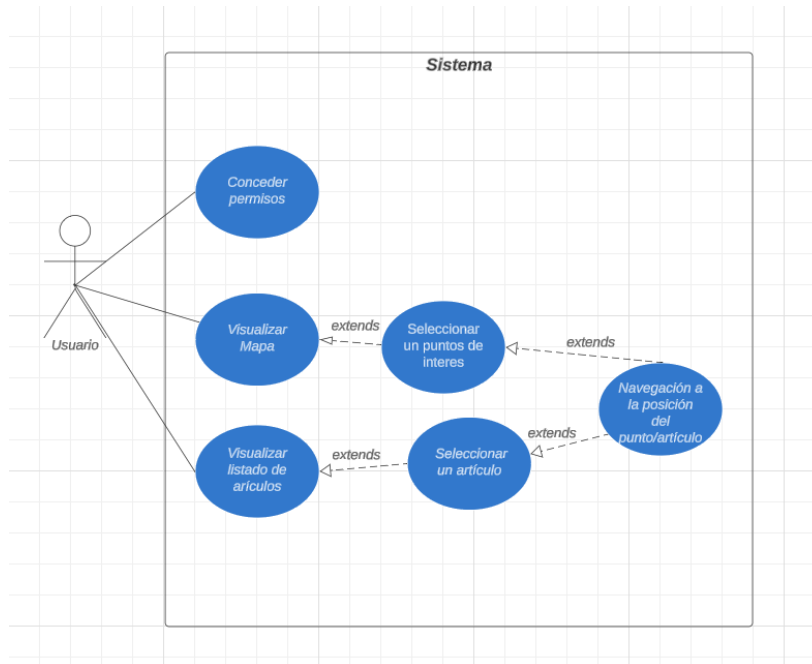 Sistema
Conceder
permisos
Usuario
Visualizar
Mapa
extends
Seleccionar
un puntos de
interes
extends
Navegación a
la posición
del
punto/artículo
Visualizar
listado de
arículos
extends
Seleccionar
un artículo
extends